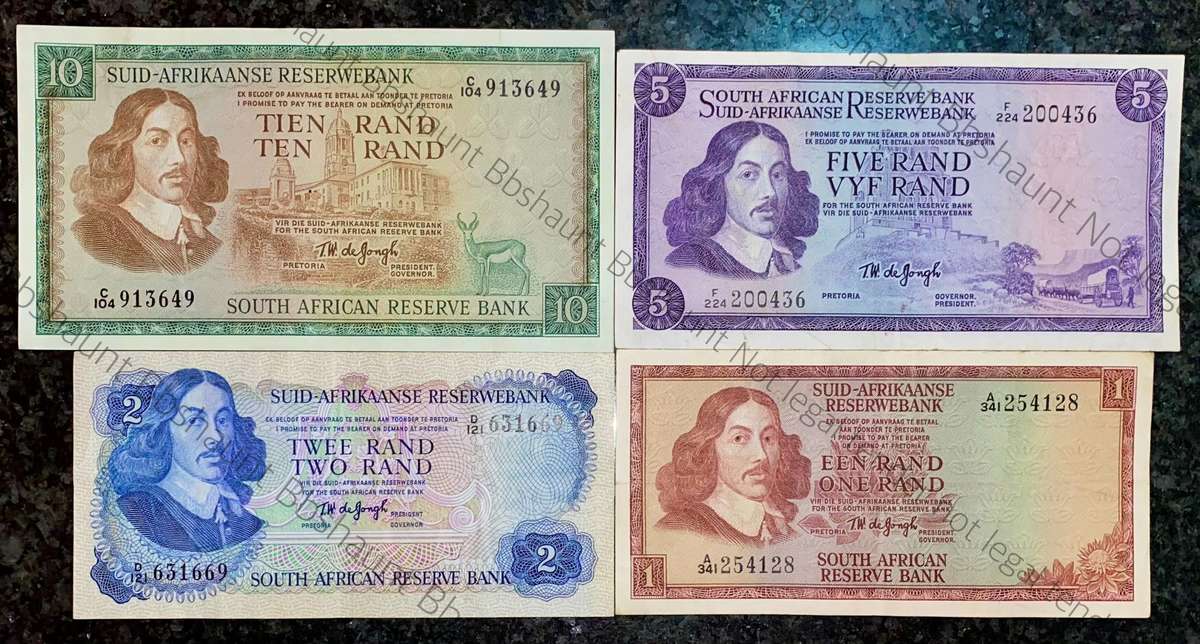 10
SUID-AFRIKAANSE RESERWEBANK
C/104 913649
EK BELOOF OP AANVRAAG TE BETAAL AAN TOONDER TE PRETORIA
I PROMISE TO PAY THE BEARER ON DEMAND AT PRETORIA
TIEN RAND
TEN RAND
VIR DIE SUID-AFRIKAANSE RESERWEBANK
FOR THE SOUTH AFRICAN RESERVE BANK
T.W. de Jongh
PRETORIA PRESIDENT.
GOVERNOR.
C/104 913649
SOUTH AFRICAN RESERVE BANK
10
5
5
SOUTH AFRICAN RESERVE BANK
SUID-AFRIKAANSE RESERWEBANK
F/224 200436
I PROMISE TO PAY THE BEARER ON DEMAND AT PRETORIA
EK BELOOF OP AANVRAAG TE BETAAL AAN TOONDER TE PRETORIA
FIVE RAND
VYF RAND
FOR THE SOUTH AFRICAN RESERVE BANK
VIR DIE SUID-AFRIKAANSE RESERWEBANK
T.W. de Jongh
F/224 200436
PRETORIA GOVERNOR.
PRESIDENT.
5
2
SUID-AFRIKAANSE RESERWEBANK
EK BELOOF OP AANVRAAG TE BETAAL AAN TOONDER TE PRETORIA
I PROMISE TO PAY THE BEARER ON DEMAND AT PRETORIA
D/121 631669
TWEE RAND
TWO RAND
VIR DIE SUID-AFRIKAANSE RESERWEBANK
FOR THE SOUTH AFRICAN RESERVE BANK
T.W. de Jongh
PRETORIA PRESIDENT
GOVERNOR
D/121 631669
SOUTH AFRICAN RESERVE BANK
2
1
SUID-AFRIKAANSE
RESERWEBANK
A/341 254128
EK BELOOF OP AANVRAAG TE BETAAL
AAN TOONDER TE PRETORIA
I PROMISE TO PAY THE BEARER
ON DEMAND AT PRETORIA
EEN RAND
ONE RAND
VIR DIE SUID-AFRIKAANSE RESERWEBANK
FOR THE SOUTH AFRICAN RESERVE BANK
T.W. de Jongh
PRETORIA PRESIDENT
GOVERNOR.
A/341 254128
SOUTH AFRICAN
RESERVE BANK
1
Bbshaunt Not legal tender